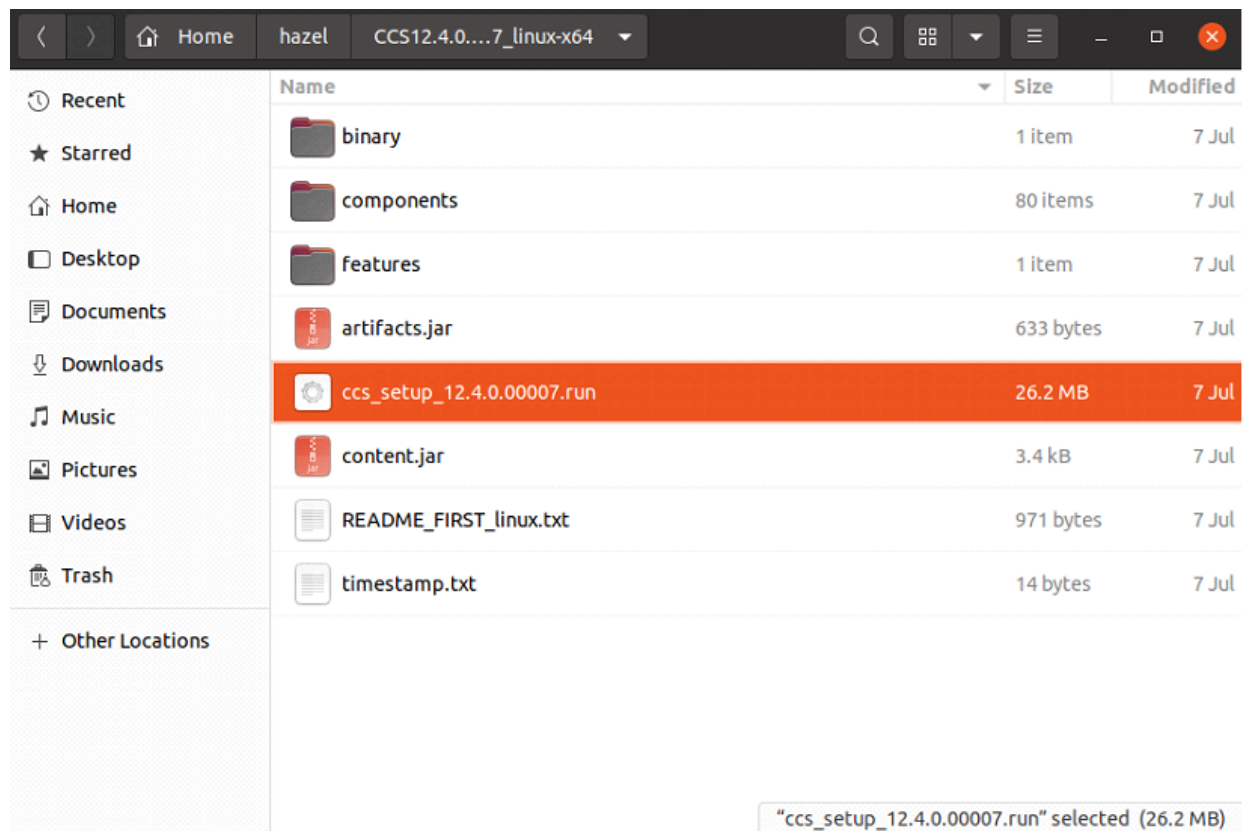 Home hazel CCS12.4.0....7_linux-x64
Name Size Modified
Recent
Starred
Home
Desktop
Documents
Downloads
Music
Pictures
Videos
Trash
Other Locations
binary 1 item 7 Jul
components 80 items 7 Jul
features 1 item 7 Jul
jar artifacts.jar 633 bytes 7 Jul
ccs_setup_12.4.0.00007.run 26.2 MB 7 Jul
jar content.jar 3.4 kB 7 Jul
README_FIRST_linux.txt 971 bytes 7 Jul
timestamp.txt 14 bytes 7 Jul
"ccs_setup_12.4.0.00007.run" selected (26.2 MB)